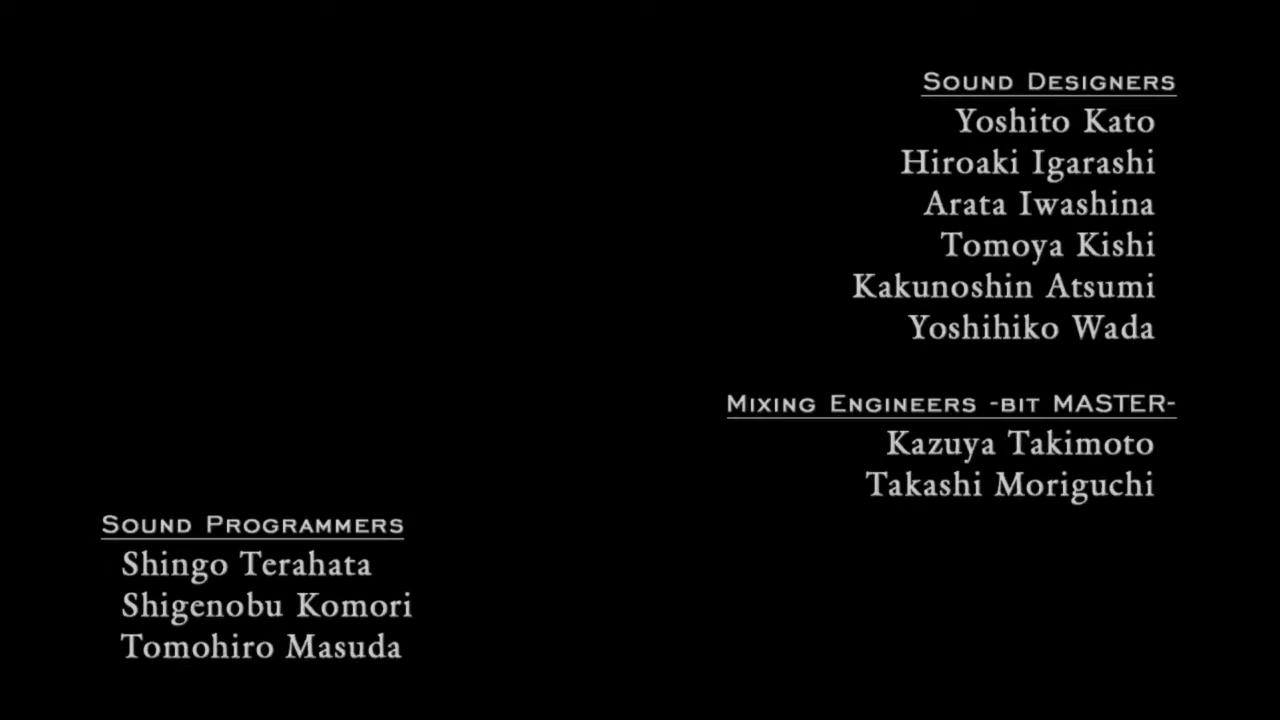 Sound Designers
Yoshito Kato
Hiroaki Igarashi
Arata Iwashina
Tomoya Kishi
Kakunoshin Atsumi
Yoshihiko Wada
Mixing Engineers -bit MASTER-
Kazuya Takimoto
Takashi Moriguchi
Sound Programmers
Shingo Terahata
Shigenobu Komori
Tomohiro Masuda